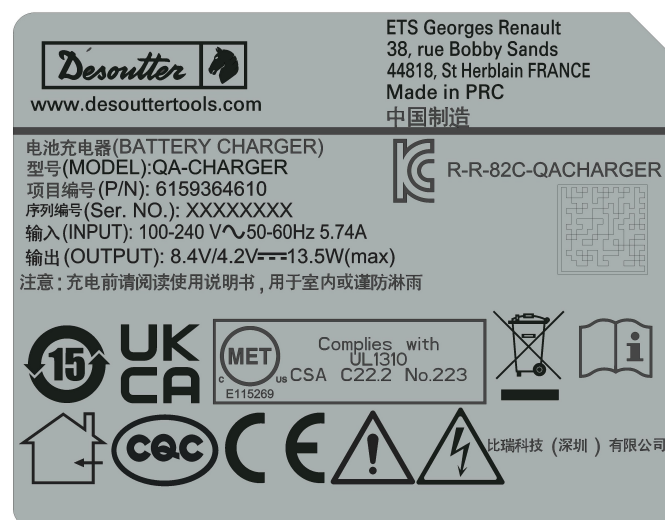 Desoutter
www.desouttertools.com
ETS Georges Renault
38, rue Bobby Sands
44818, St Herblain FRANCE
Made in PRC
中国制造
电池充电器(BATTERY CHARGER)
型号(MODEL):QA-CHARGER
项目编号(P/N): 6159364610
序列编号(Ser. NO.): XXXXXXXX
输入(INPUT): 100-240 V∿50-60Hz 5.74A
输出(OUTPUT): 8.4V/4.2V⎓13.5W(max)
注意：充电前请阅读使用说明书，用于室内或谨防淋雨
R-R-82C-QACHARGER
15
UK
CA
MET
C US
E115269
Complies with
UL1310
CSA C22.2 No.223
CQC
CE
比瑞科技（深圳）有限公司